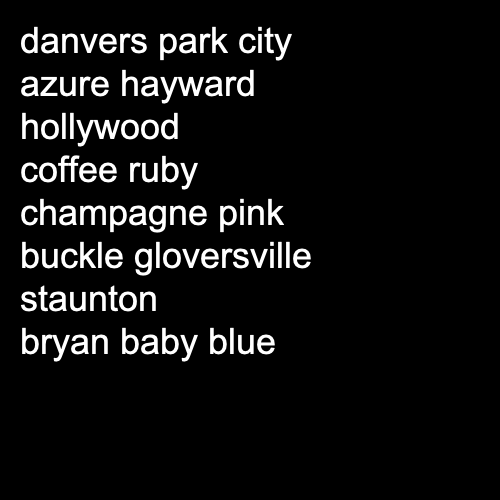 danvers park city
azure hayward
hollywood
coffee ruby
champagne pink
buckle gloversville
staunton
bryan baby blue